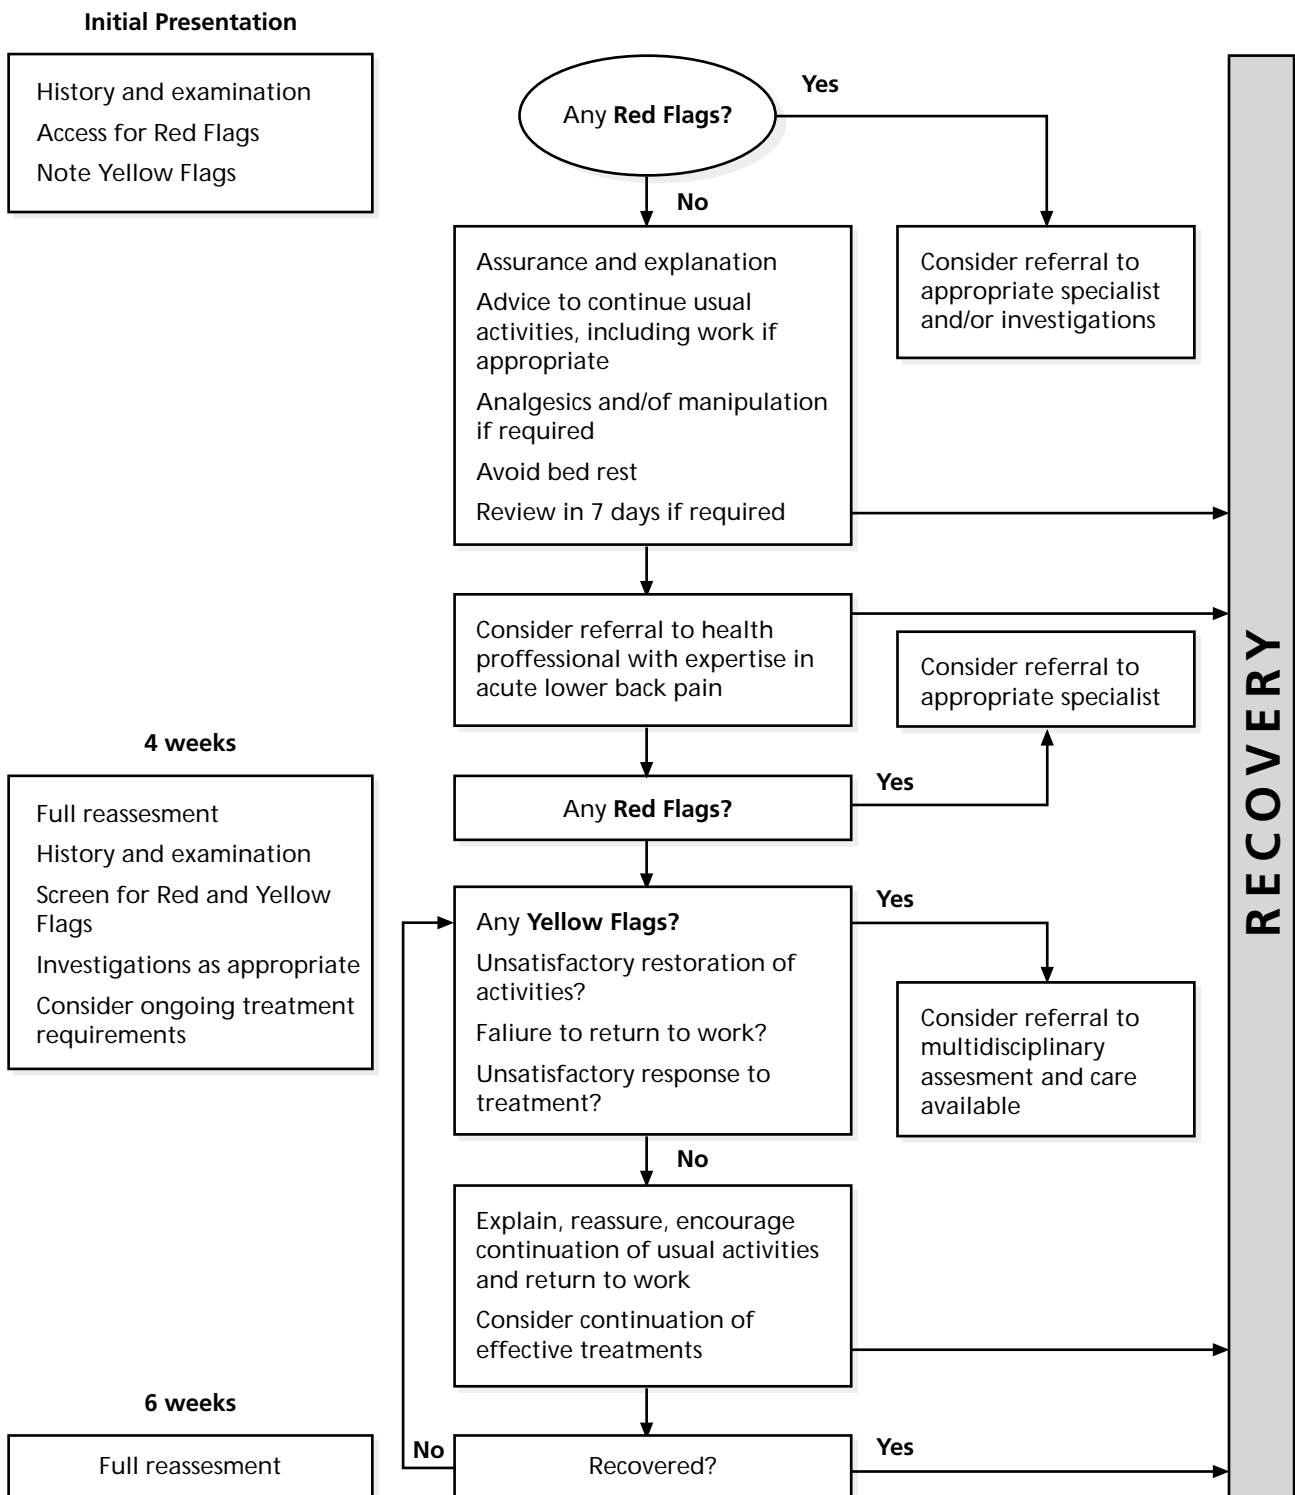 Initial Presentation
History and examination
Access for Red Flags
Note Yellow Flags
Any Red Flags?
Yes
No
Assurance and explanation
Advice to continue usual
activities, including work if
appropriate
Analgesics and/of manipulation
if required
Avoid bed rest
Review in 7 days if required
Consider referral to
appropriate specialist
and/or investigations
Consider referral to health
proffessional with expertise in
acute lower back pain
Consider referral to
appropriate specialist
RECOVERY
4 weeks
Full reassesment
History and examination
Screen for Red and Yellow
Flags
Investigations as appropriate
Consider ongoing treatment
requirements
Any Red Flags?
Yes
Any Yellow Flags?
Unsatisfactory restoration of
activities?
Faliure to return to work?
Unsatisfactory response to
treatment?
Yes
Consider referral to
multidisciplinary
assesment and care
available
No
Explain, reassure, encourage
continuation of usual activities
and return to work
Consider continuation of
effective treatments
6 weeks
Full reassesment
No
Recovered?
Yes